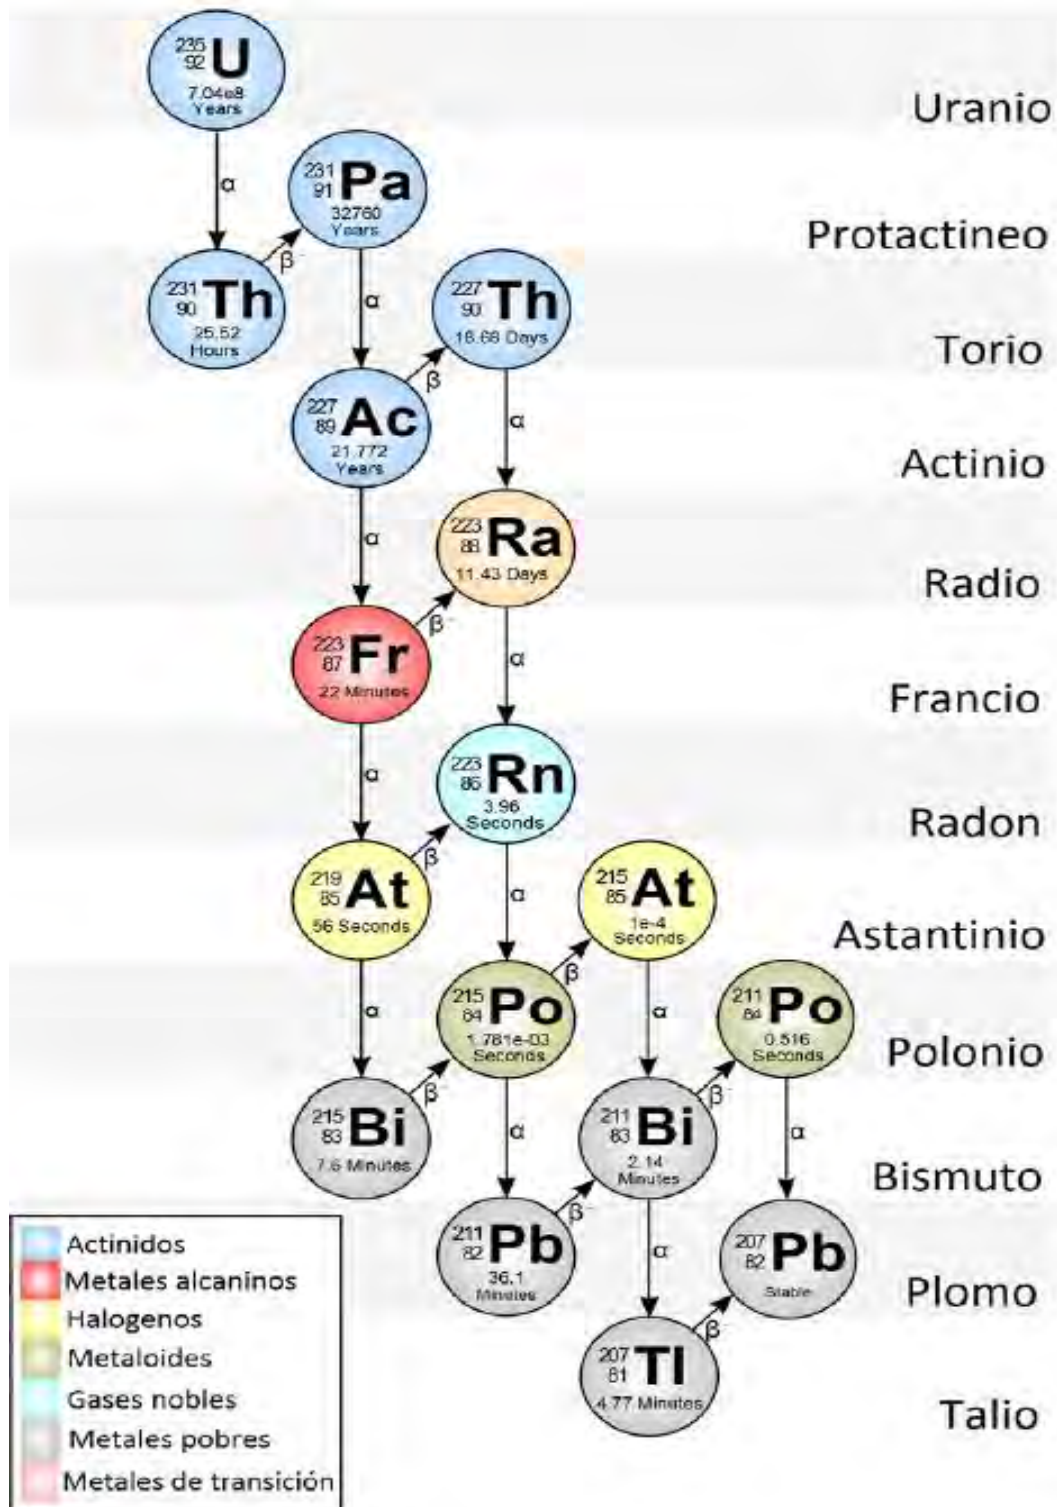 235
92 U
7.04e8
Years
Uranio
α
231
91 Pa
32760
Years
β-
Protactineo
231
90 Th
25.52
Hours
α
227
90 Th
18.68 Days
β-
Torio
227
89 Ac
21.772
Years
α
Actinio
α
223
88 Ra
11.43 Days
β-
Radio
223
87 Fr
22 Minutes
α
Francio
α
223
86 Rn
3.96
Seconds
β-
Radon
219
85 At
56 Seconds
α
215
85 At
1e-4
Seconds
β-
Astantinio
α
215
84 Po
1.781e-03
Seconds
β-
α
211
84 Po
0.516
Seconds
β-
Polonio
215
83 Bi
7.6 Minutes
α
211
83 Bi
2.14
Minutes
α
Bismuto
211
82 Pb
36.1
Minutes
β-
α
207
82 Pb
Stable
β-
Plomo
207
81 Tl
4.77 Minutes
Talio
Actinidos
Metales alcaninos
Halogenos
Metaloides
Gases nobles
Metales pobres
Metales de transición